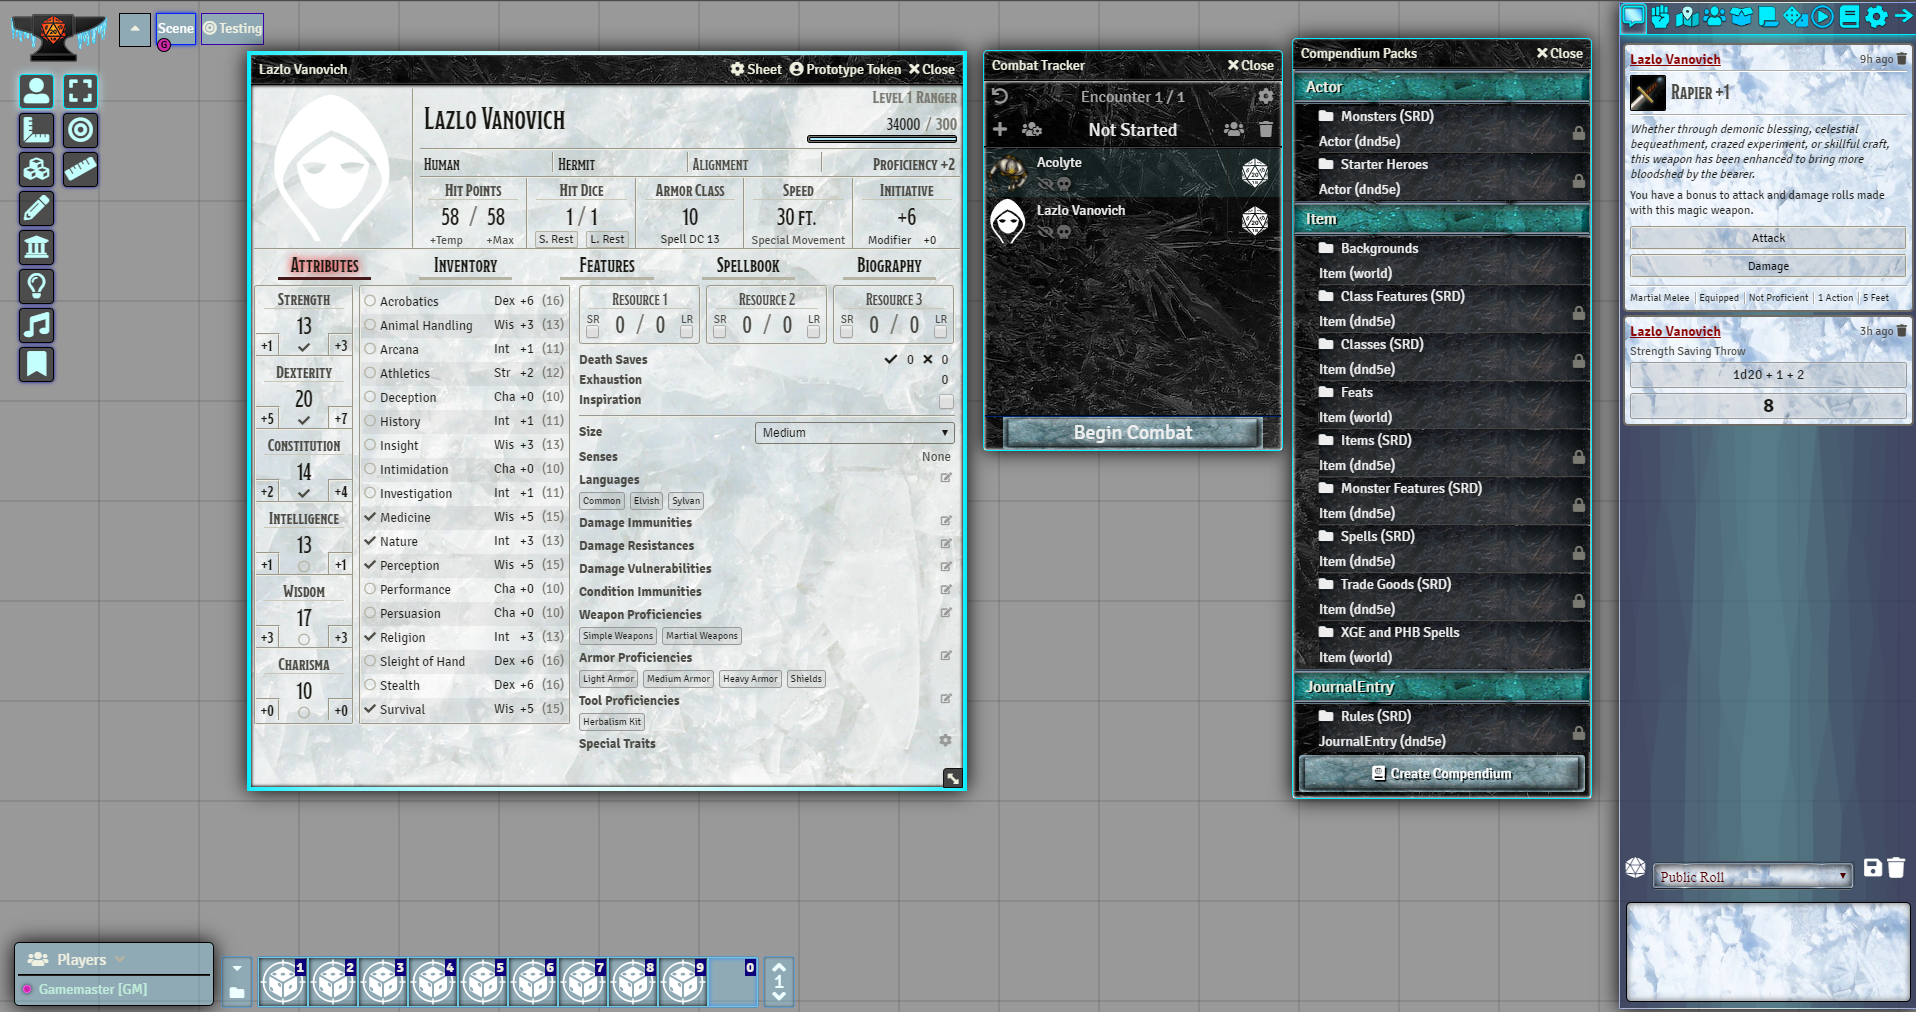 Scene
G
Testing
Lazlo Vanovich
Sheet Prototype Token Close
Lazlo Vanovich
Level 1 Ranger
34000 / 300
Human Hermit Alignment Proficiency +2
Hit Points Hit Dice Armor Class Speed Initiative
58 / 58 1 / 1 10 30 ft. +6
+Temp +Max S. Rest L. Rest Spell DC 13 Special Movement Modifier +0
Attributes Inventory Features Spellbook Biography
Strength
13
+1 +3
Dexterity
20
+5 +7
Constitution
14
+2 +4
Intelligence
13
+1 +1
Wisdom
17
+3 +3
Charisma
10
+0 +0
Acrobatics Dex +6 (16)
Animal Handling Wis +3 (13)
Arcana Int +1 (11)
Athletics Str +2 (12)
Deception Cha +0 (10)
History Int +1 (11)
Insight Wis +3 (13)
Intimidation Cha +0 (10)
Investigation Int +1 (11)
Medicine Wis +5 (15)
Nature Int +3 (13)
Perception Wis +5 (15)
Performance Cha +0 (10)
Persuasion Cha +0 (10)
Religion Int +3 (13)
Sleight of Hand Dex +6 (16)
Stealth Dex +6 (16)
Survival Wis +5 (15)
Resource 1 Resource 2 Resource 3
SR 0 / 0 LR SR 0 / 0 LR SR 0 / 0 LR
Death Saves 0 0
Exhaustion 0
Inspiration
Size Medium
Senses None
Languages
Common Elvish Sylvan
Damage Immunities
Damage Resistances
Damage Vulnerabilities
Condition Immunities
Weapon Proficiencies
Simple Weapons Martial Weapons
Armor Proficiencies
Light Armor Medium Armor Heavy Armor Shields
Tool Proficiencies
Herbalism Kit
Special Traits
Combat Tracker Close
Encounter 1 / 1
Not Started
Acolyte
Lazlo Vanovich
Begin Combat
Compendium Packs Close
Actor
Monsters (SRD)
Actor (dnd5e)
Starter Heroes
Actor (dnd5e)
Item
Backgrounds
Item (world)
Class Features (SRD)
Item (dnd5e)
Classes (SRD)
Item (dnd5e)
Feats
Item (world)
Items (SRD)
Item (dnd5e)
Monster Features (SRD)
Item (dnd5e)
Spells (SRD)
Item (dnd5e)
Trade Goods (SRD)
Item (dnd5e)
XGE and PHB Spells
Item (world)
JournalEntry
Rules (SRD)
JournalEntry (dnd5e)
Create Compendium
Lazlo Vanovich 9h ago
Rapier +1
Whether through demonic blessing, celestial
bequeathment, crazed experiment, or skillful craft,
this weapon has been enhanced to bring more
bloodshed by the bearer.
You have a bonus to attack and damage rolls made
with this magic weapon.
Attack
Damage
Martial Melee Equipped Not Proficient 1 Action 5 Feet
Lazlo Vanovich 3h ago
Strength Saving Throw
1d20 + 1 + 2
8
Public Roll
Players
Gamemaster [GM]
1 2 3 4 5 6 7 8 9 0
1